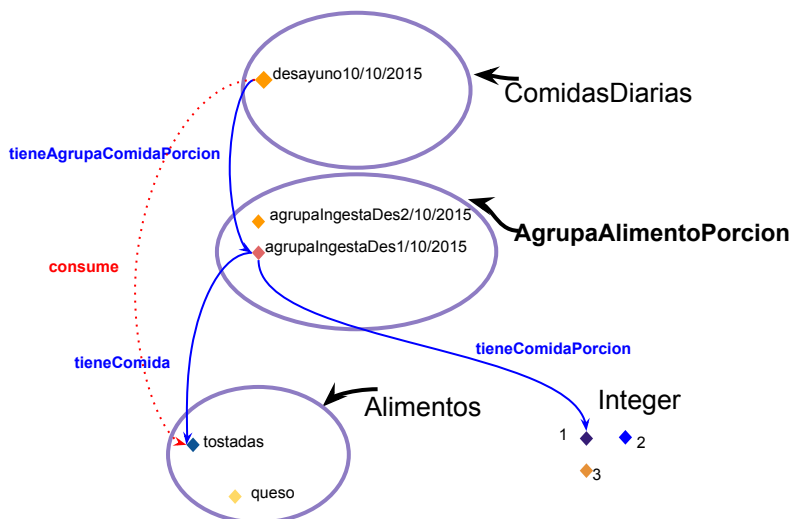 desayuno10/10/2015
ComidasDiarias
tieneAgrupaComidaPorcion
agrupaIngestaDes2/10/2015
AgrupaAlimentoPorcion
agrupaIngestaDes1/10/2015
consume
tieneComida
tieneComidaPorcion
Alimentos
Integer
tostadas
1
2
3
queso